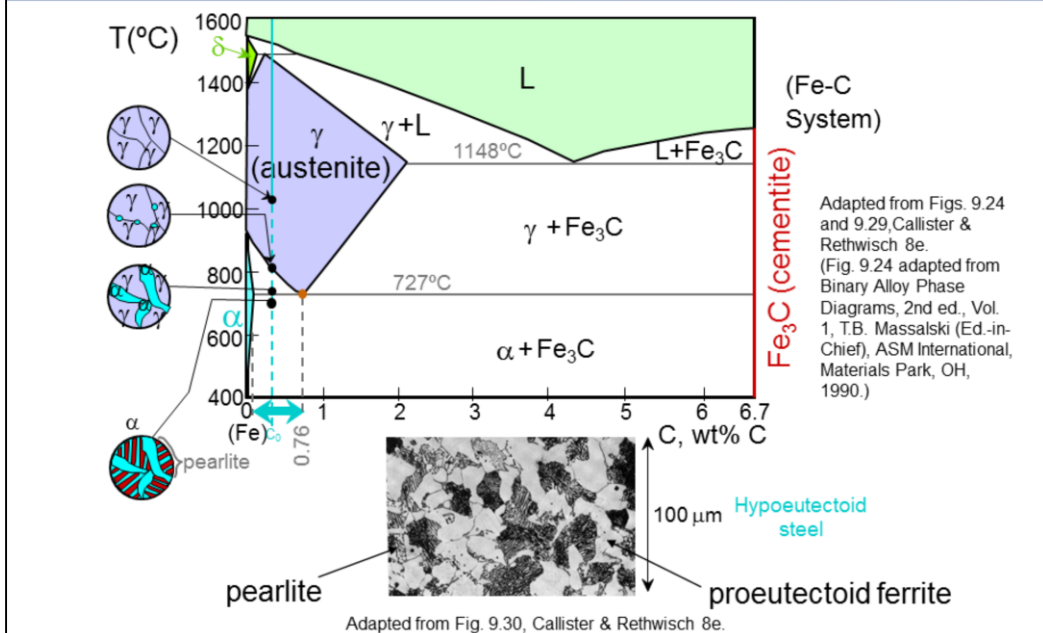 T(ºC)
1600
1400
1200
1000
800
600
400
δ
L
γ+L
γ
(austenite)
1148ºC
L+Fe₃C
γ + Fe₃C
727ºC
α
α + Fe₃C
0
1
2
3
4
5
6
6.7
(Fe)
C₀
0.76
C, wt% C
Fe₃C (cementite)
(Fe-C
System)
γ γ
γ γ
γ γ
γ γ
α γ
γ α
γ γ
α
pearlite
Adapted from Figs. 9.24
and 9.29,Callister &
Rethwisch 8e.
(Fig. 9.24 adapted from
Binary Alloy Phase
Diagrams, 2nd ed., Vol.
1, T.B. Massalski (Ed.-in-
Chief), ASM International,
Materials Park, OH,
1990.)
100 μm
Hypoeutectoid
steel
pearlite
proeutectoid ferrite
Adapted from Fig. 9.30, Callister & Rethwisch 8e.